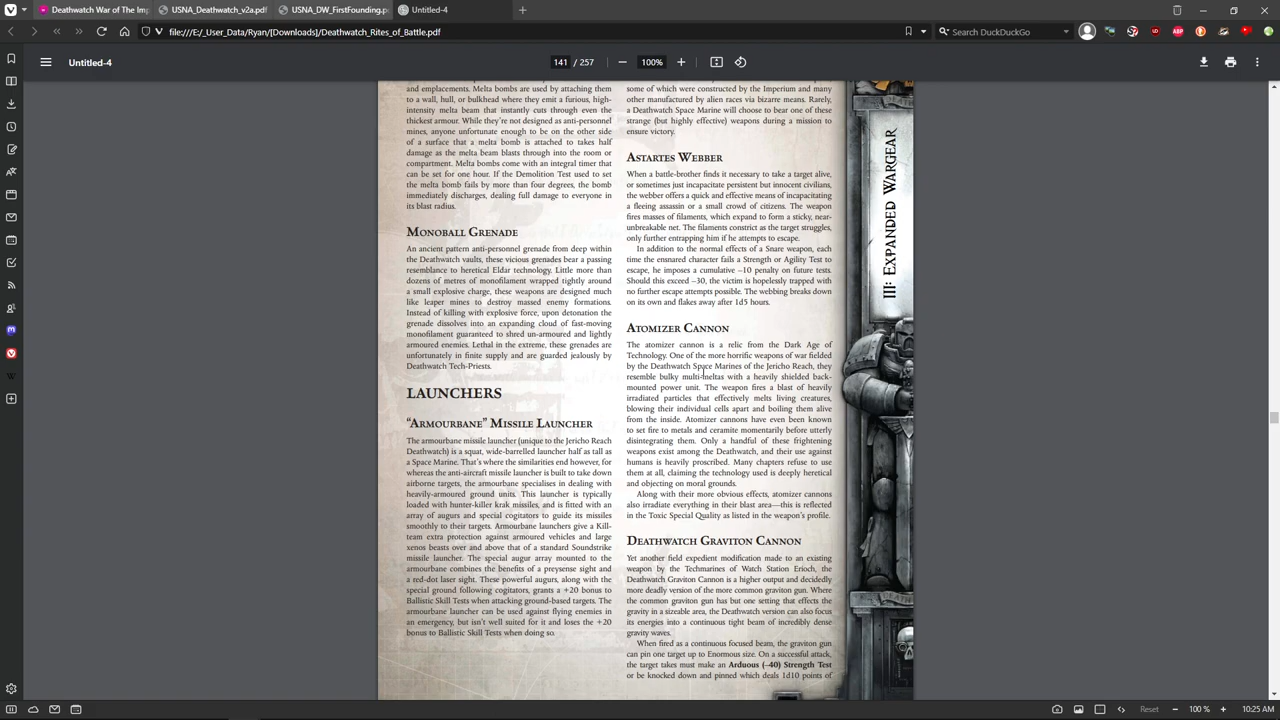 Deathwatch War of The Imp
USNA_Deathwatch_v2a.pdf
USNA_DW_FirstFounding.p
Untitled-4
file:///E:/_User_Data/Ryan/[Downloads]/Deathwatch_Rites_of_Battle.pdf
Search DuckDuckGo
Untitled-4
141 / 257
100%
and emplacements. Melta bombs are used by attaching them
to a wall, hull, or bulkhead where they emit a furious, high-
intensity melta beam that instantly cuts through even the
thickest armour. While they're not designed as anti-personnel
mines, anyone unfortunate enough to be on the other side
of a surface that a melta bomb is attached to takes half
damage as the melta beam blasts through into the room or
compartment. Melta bombs come with an integral timer that
can be set for one hour. If the Demolition Test used to set
the melta bomb fails by more than four degrees, the bomb
immediately discharges, dealing full damage to everyone in
its blast radius.
Monoball Grenade
An ancient pattern anti-personnel grenade from deep within
the Deathwatch vaults, these vicious grenades bear a passing
resemblance to heretical Eldar technology. Little more than
dozens of metres of monofilament wrapped tightly around
a small explosive charge, these weapons are designed much
like leaper mines to destroy massed enemy formations.
Instead of killing with explosive force, upon detonation the
grenade dissolves into an expanding cloud of fast-moving
monofilament guaranteed to shred un-armoured and lightly
armoured enemies. Lethal in the extreme, these grenades are
unfortunately in finite supply and are guarded jealously by
Deathwatch Tech-Priests.
LAUNCHERS
“Armourbane” Missile Launcher
The armourbane missile launcher (unique to the Jericho Reach
Deathwatch) is a squat, wide-barrelled launcher half as tall as
a Space Marine. That's where the similarities end however, for
whereas the anti-aircraft missile launcher is built to take down
airborne targets, the armourbane specialises in dealing with
heavily-armoured ground units. This launcher is typically
loaded with hunter-killer krak missiles, and is fitted with an
array of augurs and special cogitators to guide its missiles
smoothly to their targets. Armourbane launchers give a Kill-
team extra protection against armoured vehicles and large
xenos beasts over and above that of a standard Soundstrike
missile launcher. The special augur array mounted to the
armourbane combines the benefits of a preysense sight and
a red-dot laser sight. These powerful augurs, along with the
special ground following cogitators, grants a +20 bonus to
Ballistic Skill Tests when attacking ground-based targets. The
armourbane launcher can be used against flying enemies in
an emergency, but isn't well suited for it and loses the +20
bonus to Ballistic Skill Tests when doing so.
some of which were constructed by the Imperium and many
other manufactured by alien races via bizarre means. Rarely,
a Deathwatch Space Marine will choose to bear one of these
strange (but highly effective) weapons during a mission to
ensure victory.
Astartes Webber
When a battle-brother finds it necessary to take a target alive,
or sometimes just incapacitate persistent but innocent civilians,
the webber offers a quick and effective means of incapacitating
a fleeing assassin or a small crowd of citizens. The weapon
fires masses of filaments, which expand to form a sticky, near-
unbreakable net. The filaments constrict as the target struggles,
only further entrapping him if he attempts to escape.
In addition to the normal effects of a Snare weapon, each
time the ensnared character fails a Strength or Agility Test to
escape, he imposes a cumulative –10 penalty on future tests.
Should this exceed –30, the victim is hopelessly trapped with
no further escape attempts possible. The webbing breaks down
on its own and flakes away after 1d5 hours.
Atomizer Cannon
The atomizer cannon is a relic from the Dark Age of
Technology. One of the more horrific weapons of war fielded
by the Deathwatch Space Marines of the Jericho Reach, they
resemble bulky multi-meltas with a heavily shielded back-
mounted power unit. The weapon fires a blast of heavily
irradiated particles that effectively melts living creatures,
blowing their individual cells apart and boiling them alive
from the inside. Atomizer cannons have even been known
to set fire to metals and ceramite momentarily before utterly
disintegrating them. Only a handful of these frightening
weapons exist among the Deathwatch, and their use against
humans is heavily proscribed. Many chapters refuse to use
them at all, claiming the technology used is deeply heretical
and objecting on moral grounds.
Along with their more obvious effects, atomizer cannons
also irradiate everything in their blast area—this is reflected
in the Toxic Special Quality as listed in the weapon's profile.
Deathwatch Graviton Cannon
Yet another field expedient modification made to an existing
weapon by the Techmarines of Watch Station Erioch, the
Deathwatch Graviton Cannon is a higher output and decidedly
more deadly version of the more common graviton gun. Where
the common graviton gun has but one setting that effects the
gravity in a sizeable area, the Deathwatch version can also focus
its energies into a continuous tight beam of incredibly dense
gravity waves.
When fired as a continuous focused beam, the graviton gun
can pin one target up to Enormous size. On a successful attack,
the target takes must make an Arduous (–40) Strength Test
or be knocked down and pinned which deals 1d10 points of
III: Expanded Wargear
Reset
100 %
10:25 AM